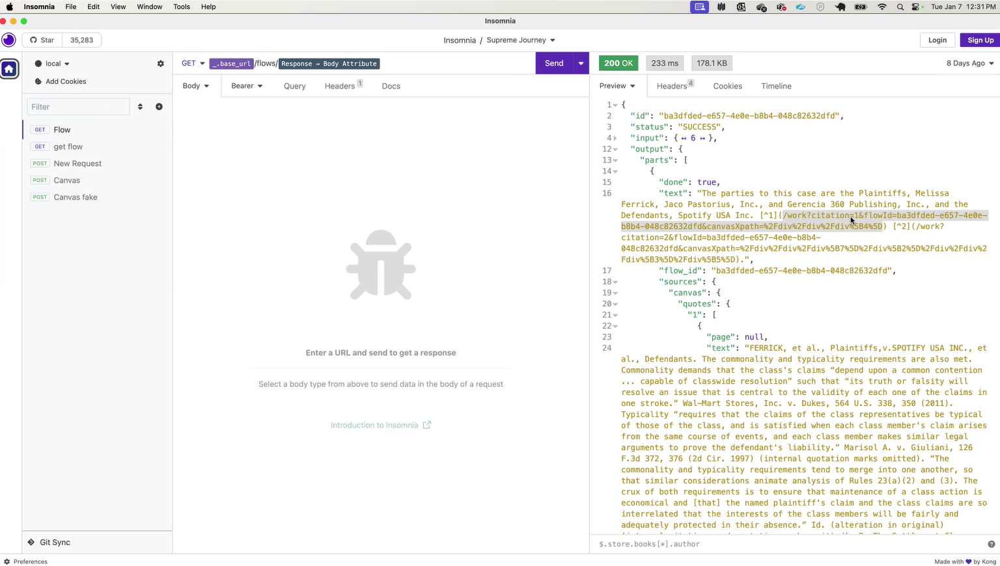 Insomnia File Edit View Window Tools Help Tue Jan 7 12:31 PM
Insomnia
Star 35,283 Insomnia / Supreme Journey Login Sign Up
local
Add Cookies
Filter
GET Flow
GET get flow
POST New Request
POST Canvas
POST Canvas fake
Git Sync
Preferences
GET _.base_url/flows/Response ⇒ Body Attribute Send
Body Bearer Query Headers 1 Docs
Enter a URL and send to get a response
Select a body type from above to send data in the body of a request
Introduction to Insomnia
200 OK 233 ms 178.1 KB 8 Days Ago
Preview Headers 4 Cookies Timeline
1 {
2 "id": "ba3dfded-e657-4e0e-b8b4-048c82632dfd",
3 "status": "SUCCESS",
4 "input": { ↤ 6 ↦ },
12 "output": {
13 "parts": [
14 {
15 "done": true,
16 "text": "The parties to this case are the Plaintiffs, Melissa
Ferrick, Jaco Pastorius, Inc., and Gerencia 360 Publishing, Inc., and the
Defendants, Spotify USA Inc. [^1](/work?citation=1&flowId=ba3dfded-e657-4e0e-
b8b4-048c82632dfd&canvasXpath=%2Fdiv%2Fdiv%2Fdiv%5B4%5D) [^2](/work?
citation=2&flowId=ba3dfded-e657-4e0e-b8b4-
048c82632dfd&canvasXpath=%2Fdiv%2Fdiv%2Fdiv%5B7%5D%2Fdiv%5B2%5D%2Fdiv%2Fdiv%2
Fdiv%5B3%5D%2Fdiv%5B5%5D).",
17 "flow_id": "ba3dfded-e657-4e0e-b8b4-048c82632dfd",
18 "sources": {
19 "canvas": {
20 "quotes": {
21 "1": [
22 {
23 "page": null,
24 "text": "FERRICK, et al., Plaintiffs,v.SPOTIFY USA INC., et
al., Defendants. The commonality and typicality requirements are also met.
Commonality demands that the class's claims “depend upon a common contention
... capable of classwide resolution” such that “its truth or falsity will
resolve an issue that is central to the validity of each one of the claims in
one stroke.” Wal-Mart Stores, Inc. v. Dukes, 564 U.S. 338, 350 (2011).
Typicality “requires that the claims of the class representatives be typical
of those of the class, and is satisfied when each class member's claim arises
from the same course of events, and each class member makes similar legal
arguments to prove the defendant's liability.” Marisol A. v. Giuliani, 126
F.3d 372, 376 (2d Cir. 1997) (internal quotation marks omitted). “The
commonality and typicality requirements tend to merge into one another, so
that similar considerations animate analysis of Rules 23(a)(2) and (3). The
crux of both requirements is to ensure that maintenance of a class action is
economical and [that] the named plaintiff's claim and the class claims are so
interrelated that the interests of the class members will be fairly and
adequately protected in their absence.” Id. (alteration in original)
$.store.books[*].author
Made with by Kong